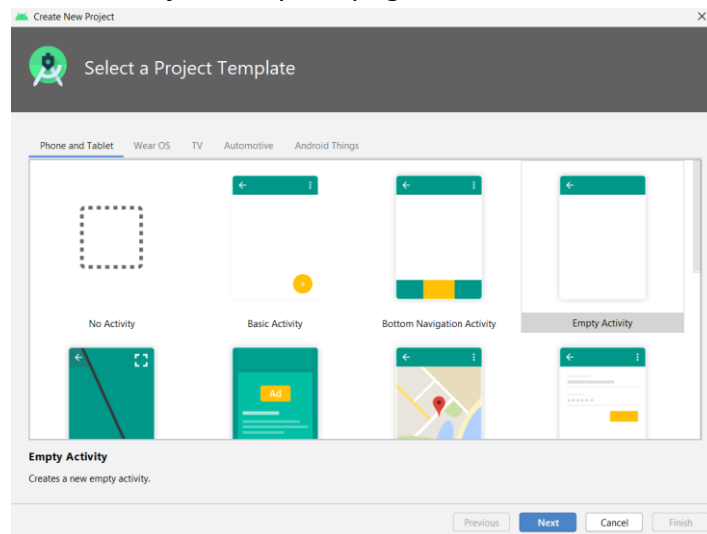 Create New Project
Select a Project Template
Phone and Tablet Wear OS TV Automotive Android Things
No Activity Basic Activity Bottom Navigation Activity Empty Activity
Ad
Empty Activity
Creates a new empty activity.
Previous Next Cancel Finish